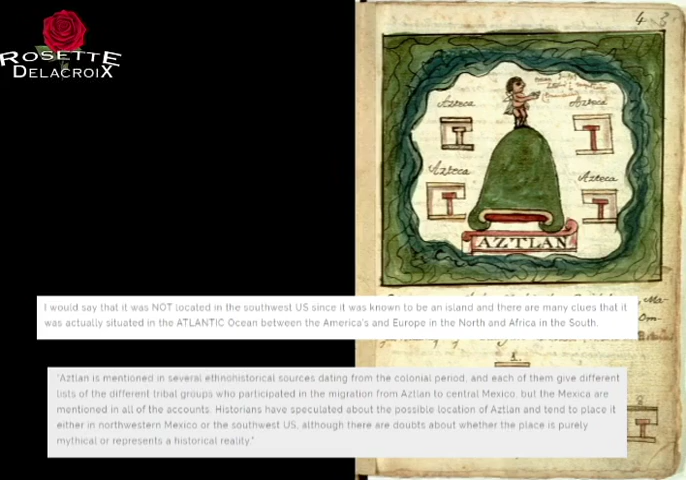 ROSETTE
DELACROIX
Azteca
Azteca
Azteca
Azteca
AZTLAN
I would say that it was NOT located in the southwest US since it was known to be an island and there are many clues that it
was actually situated in the ATLANTIC Ocean between the America's and Europe in the North and Africa in the South.
"Aztlan is mentioned in several ethnohistorical sources dating from the colonial period, and each of them give different
lists of the different tribal groups who participated in the migration from Aztlan to central Mexico, but the Mexica are
mentioned in all of the accounts. Historians have speculated about the possible location of Aztlan and tend to place it
either in northwestern Mexico or the southwest US, although there are doubts about whether the place is purely
mythical or represents a historical reality."